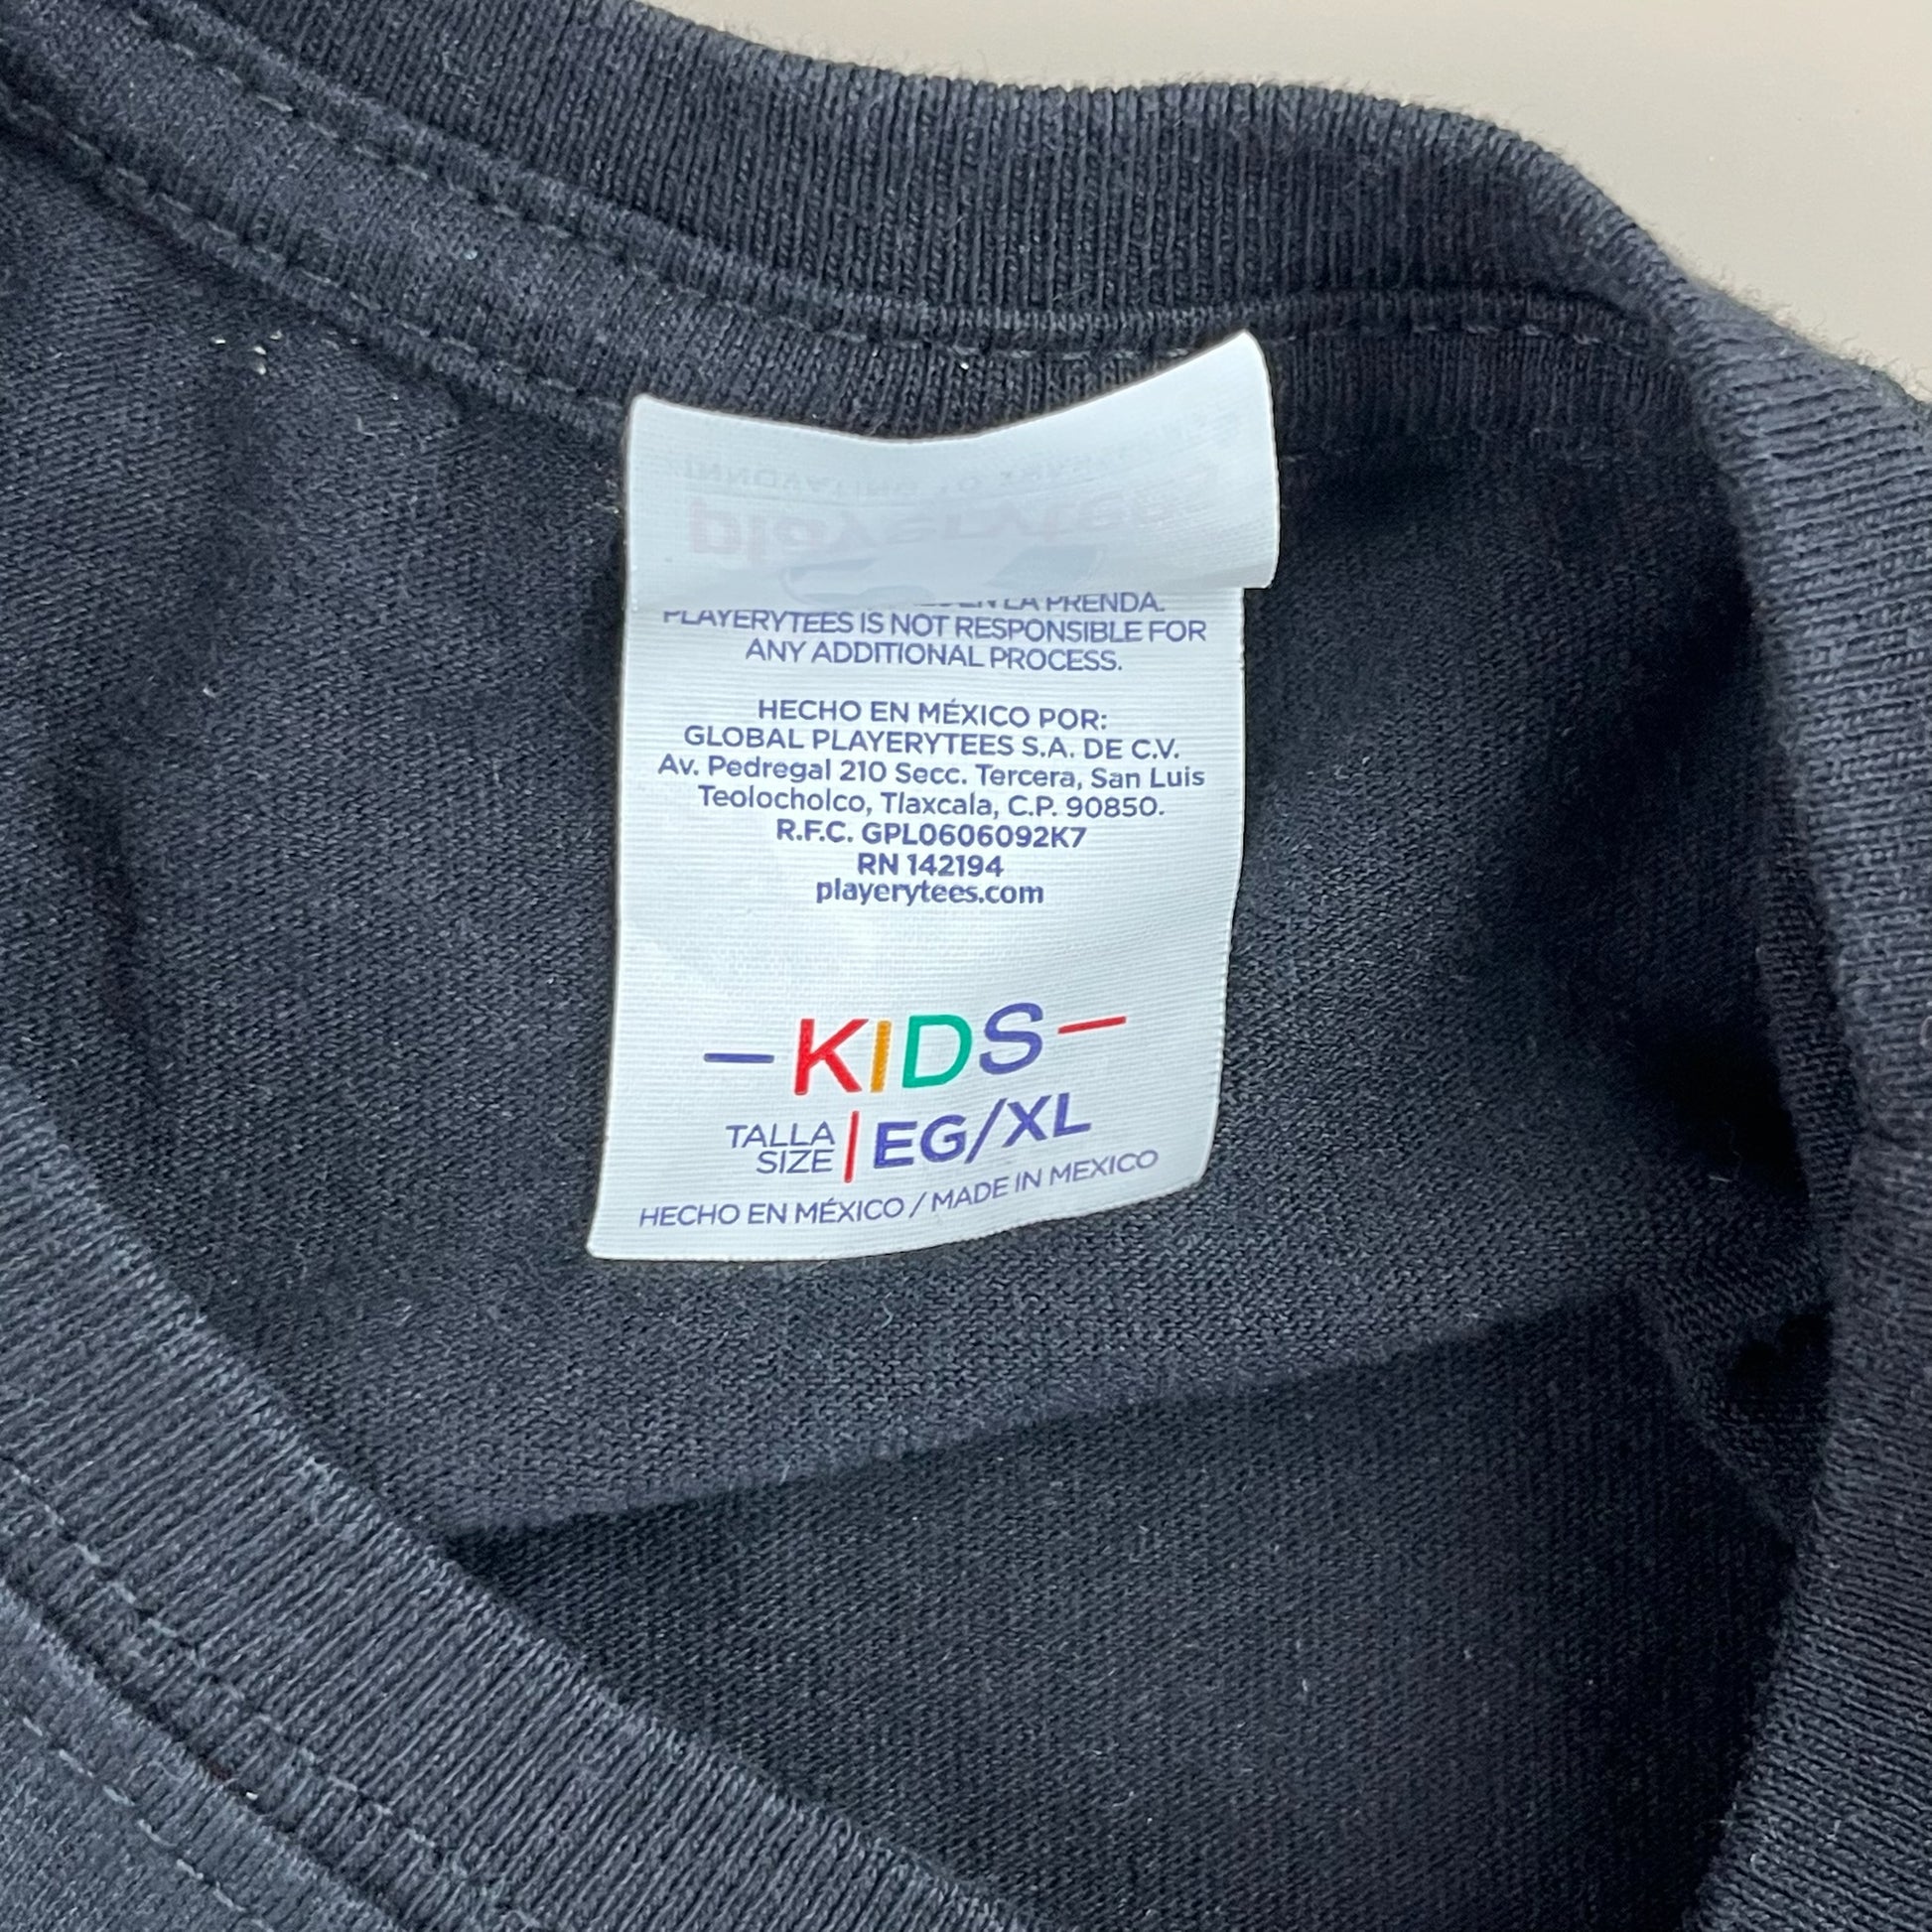 LA PRENDA.
PLAYERYTEES IS NOT RESPONSIBLE FOR
ANY ADDITIONAL PROCESS.
HECHO EN MÉXICO POR:
GLOBAL PLAYERYTEES S.A. DE C.V.
Av. Pedregal 210 Secc. Tercera, San Luis
Teolocholco, Tlaxcala, C.P. 90850.
R.F.C. GPL0606092K7
RN 142194
playerytees.com
— KIDS —
TALLA
SIZE | EG/XL
HECHO EN MÉXICO / MADE IN MEXICO